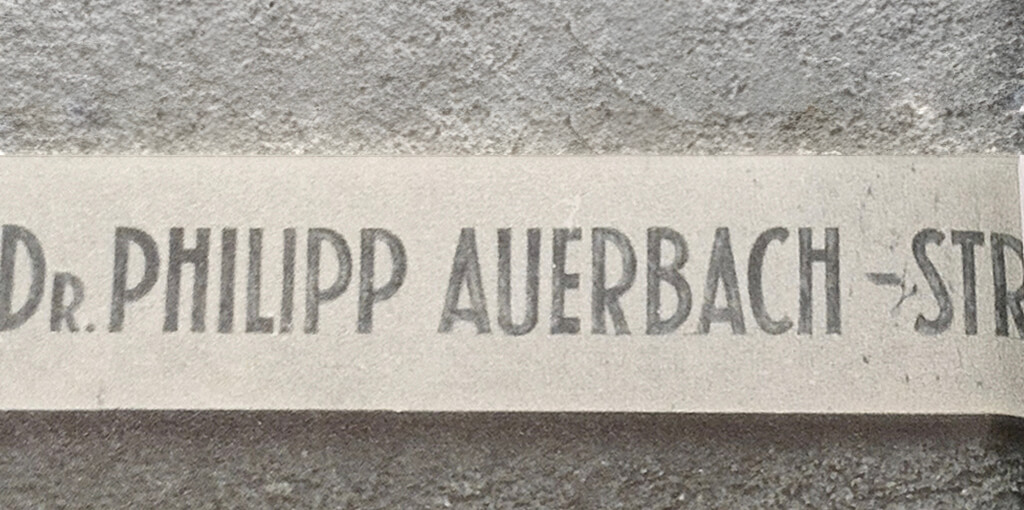 DR. PHILIPP AUERBACH-STR